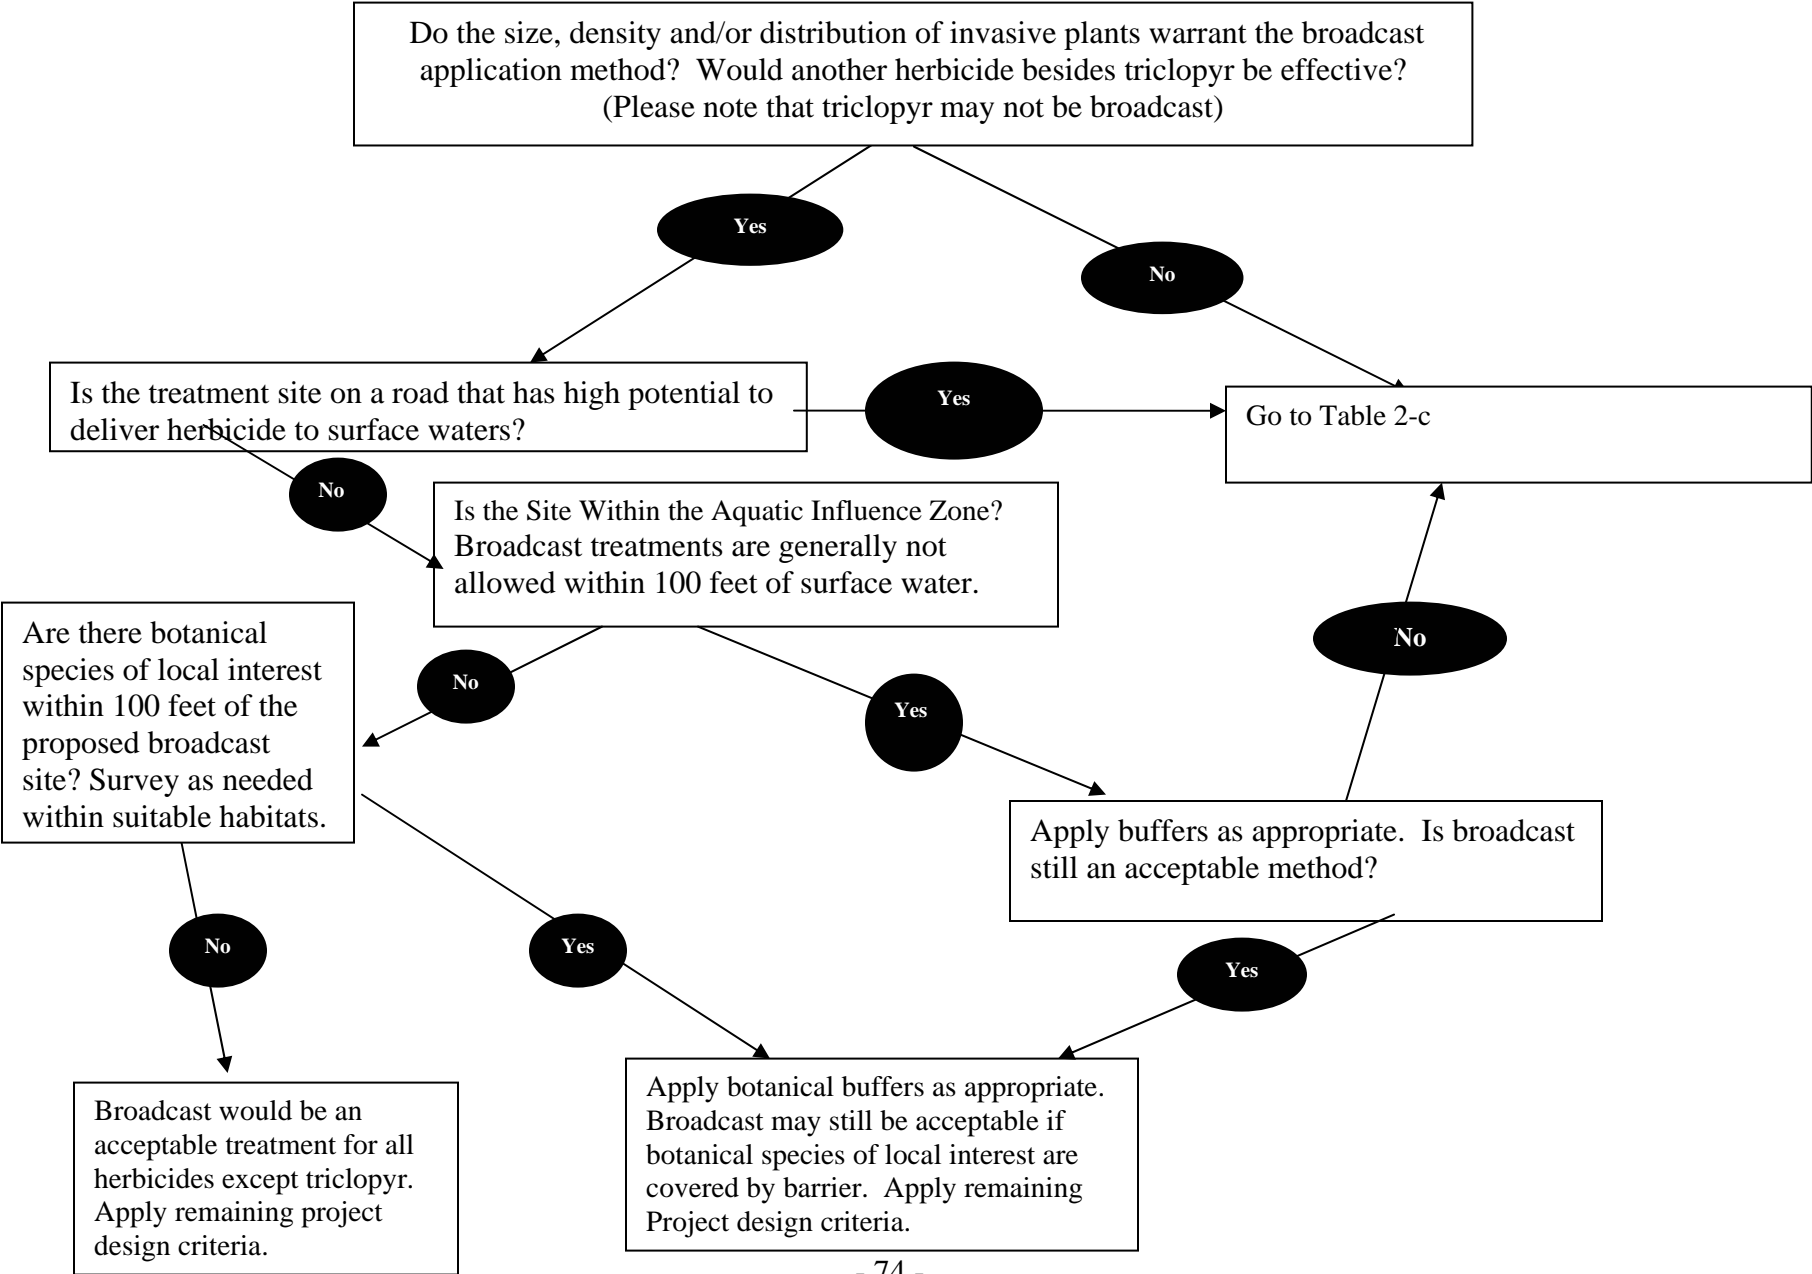 Do the size, density and/or distribution of invasive plants warrant the broadcast
application method?  Would another herbicide besides triclopyr be effective?
(Please note that triclopyr may not be broadcast)
Yes
No
Is the treatment site on a road that has high potential to
deliver herbicide to surface waters?
Yes
Go to Table 2-c
No
Is the Site Within the Aquatic Influence Zone?
Broadcast treatments are generally not
allowed within 100 feet of surface water.
Are there botanical
species of local interest
within 100 feet of the
proposed broadcast
site? Survey as needed
within suitable habitats.
No
Yes
No
Apply buffers as appropriate.  Is broadcast
still an acceptable method?
No
Yes
Yes
Broadcast would be an
acceptable treatment for all
herbicides except triclopyr.
Apply remaining project
design criteria.
Apply botanical buffers as appropriate.
Broadcast may still be acceptable if
botanical species of local interest are
covered by barrier.  Apply remaining
Project design criteria.
- 74 -